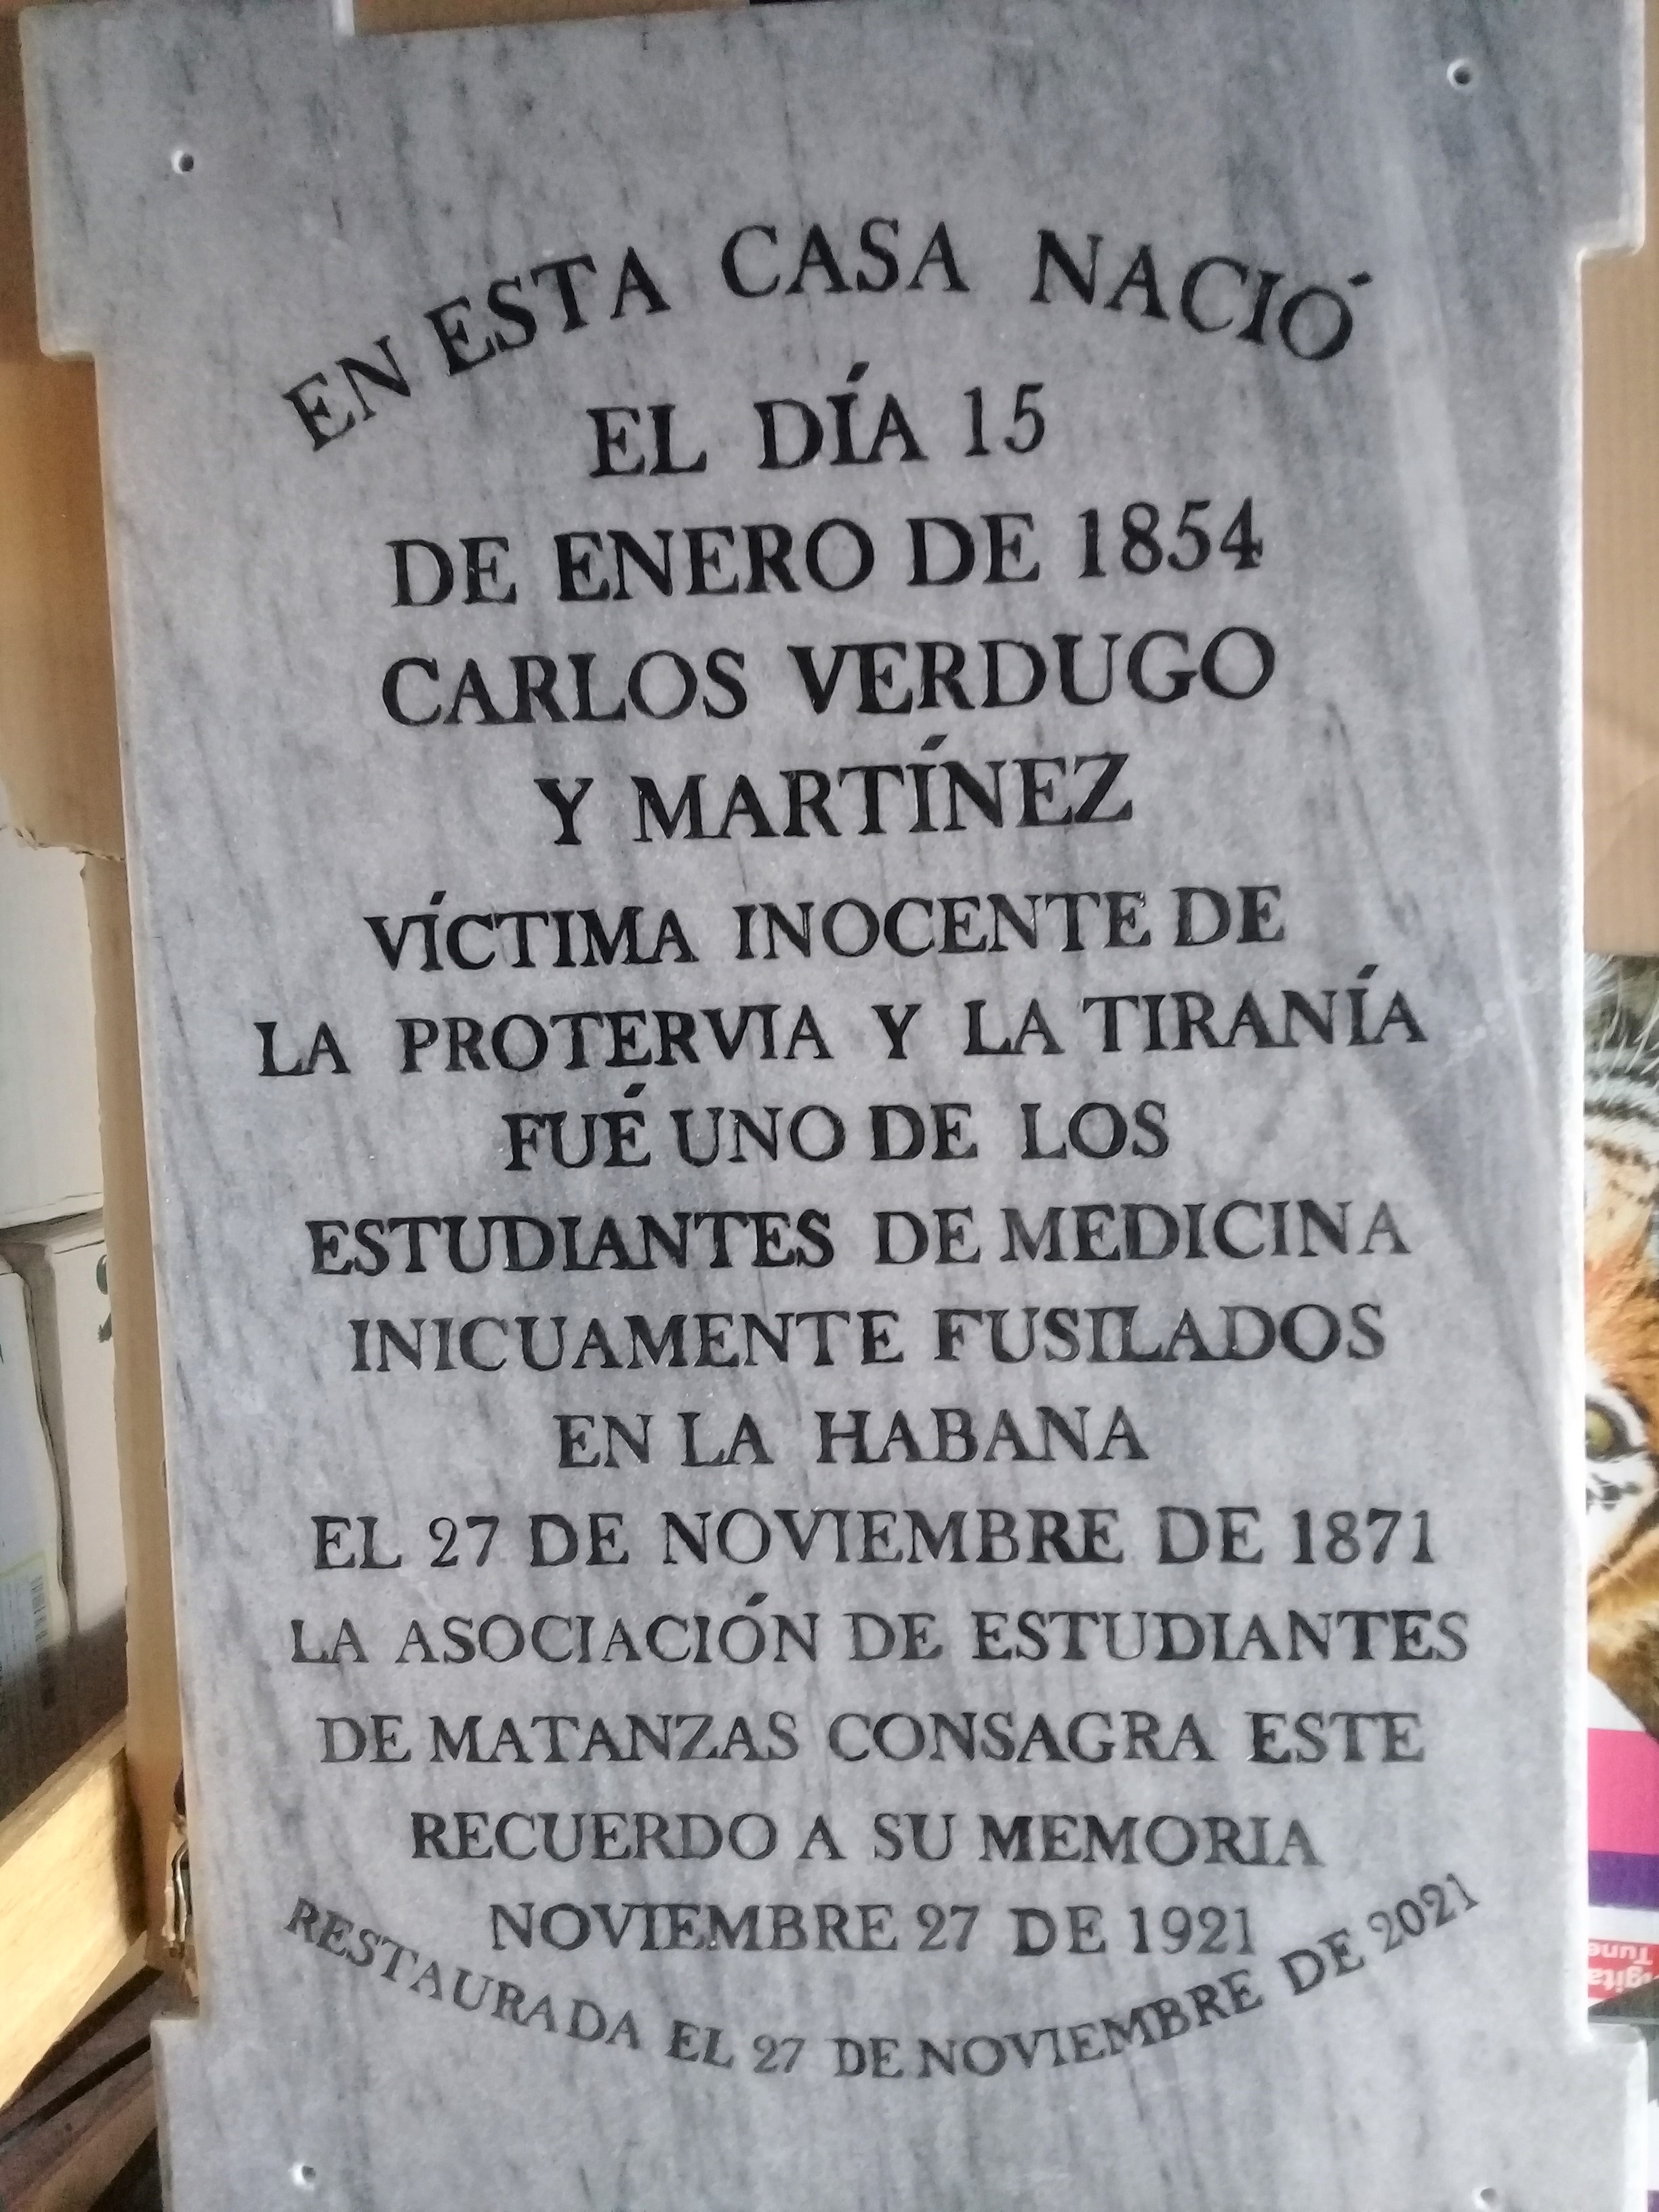 EN ESTA CASA NACIÓ
EL DÍA 15
DE ENERO DE 1854
CARLOS VERDUGO
Y MARTÍNEZ
VÍCTIMA INOCENTE DE
LA PROTERVIA Y LA TIRANÍA
FUÉ UNO DE LOS
ESTUDIANTES DE MEDICINA
INICUAMENTE FUSILADOS
EN LA HABANA
EL 27 DE NOVIEMBRE DE 1871
LA ASOCIACIÓN DE ESTUDIANTES
DE MATANZAS CONSAGRA ESTE
RECUERDO A SU MEMORIA
NOVIEMBRE 27 DE 1921
RESTAURADA EL 27 DE NOVIEMBRE DE 2021